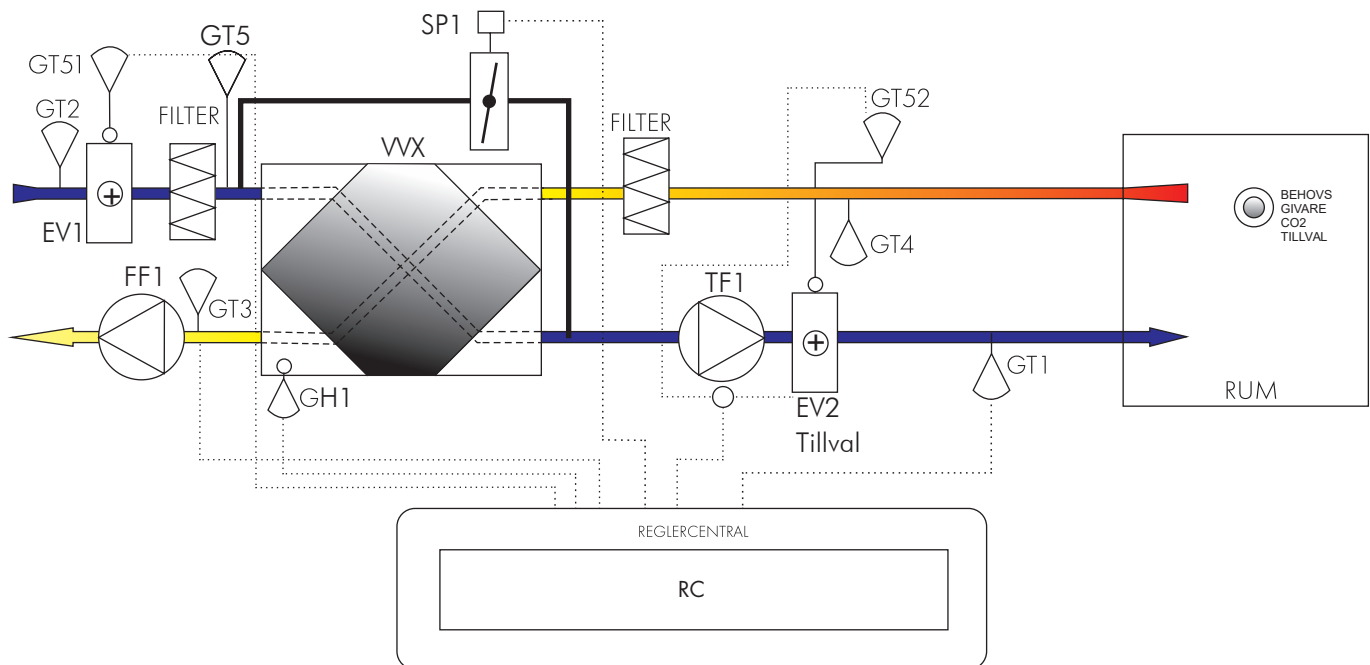 SP1
GT5
GT51
GT2
FILTER
EV1
VVX
FILTER
GT52
GT4
BEHOVS
GIVARE
CO2
TILLVAL
FF1
GT3
GH1
TF1
EV2
Tillval
GT1
RUM
REGLERCENTRAL
RC